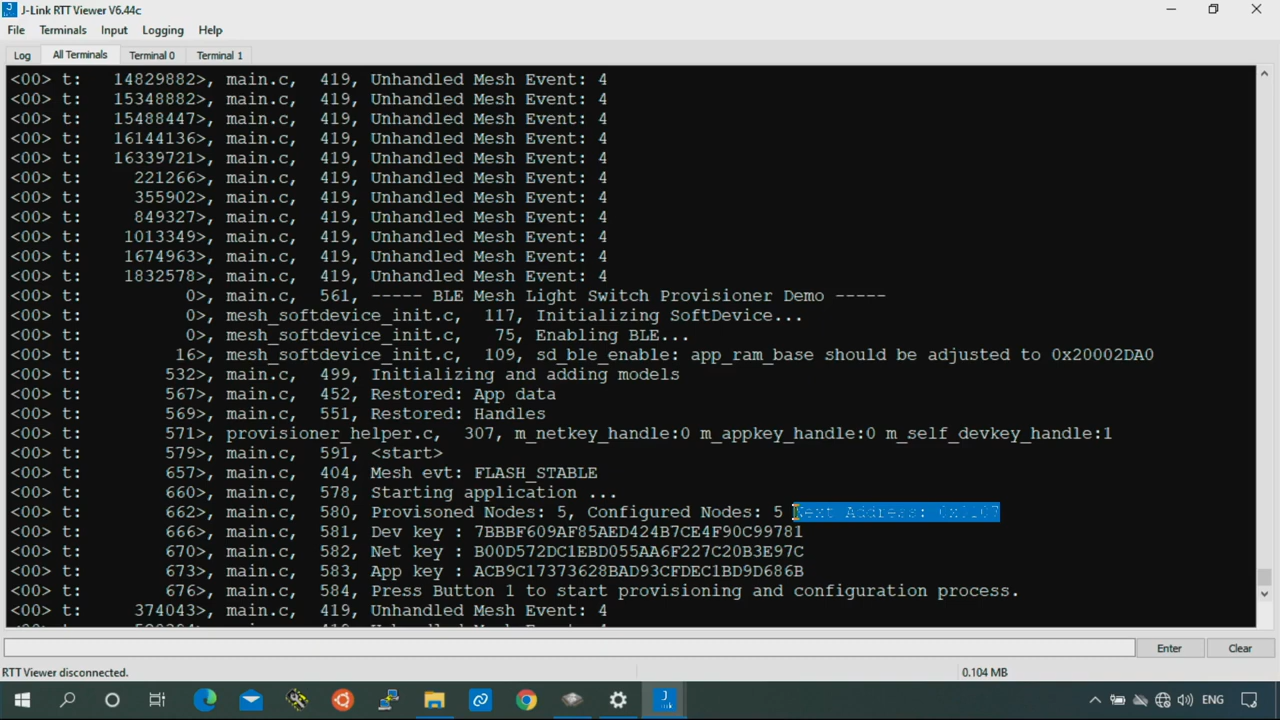 J-Link RTT Viewer V6.44c
File Terminals Input Logging Help
Log All Terminals Terminal 0 Terminal 1
<00> t: 14829882>, main.c, 419, Unhandled Mesh Event: 4
<00> t: 15348882>, main.c, 419, Unhandled Mesh Event: 4
<00> t: 15488447>, main.c, 419, Unhandled Mesh Event: 4
<00> t: 16144136>, main.c, 419, Unhandled Mesh Event: 4
<00> t: 16339721>, main.c, 419, Unhandled Mesh Event: 4
<00> t: 221266>, main.c, 419, Unhandled Mesh Event: 4
<00> t: 355902>, main.c, 419, Unhandled Mesh Event: 4
<00> t: 849327>, main.c, 419, Unhandled Mesh Event: 4
<00> t: 1013349>, main.c, 419, Unhandled Mesh Event: 4
<00> t: 1674963>, main.c, 419, Unhandled Mesh Event: 4
<00> t: 1832578>, main.c, 419, Unhandled Mesh Event: 4
<00> t: 0>, main.c, 561, ----- BLE Mesh Light Switch Provisioner Demo -----
<00> t: 0>, mesh_softdevice_init.c, 117, Initializing SoftDevice...
<00> t: 0>, mesh_softdevice_init.c, 75, Enabling BLE...
<00> t: 16>, mesh_softdevice_init.c, 109, sd_ble_enable: app_ram_base should be adjusted to 0x20002DA0
<00> t: 532>, main.c, 499, Initializing and adding models
<00> t: 567>, main.c, 452, Restored: App data
<00> t: 569>, main.c, 551, Restored: Handles
<00> t: 571>, provisioner_helper.c, 307, m_netkey_handle:0 m_appkey_handle:0 m_self_devkey_handle:1
<00> t: 579>, main.c, 591, <start>
<00> t: 657>, main.c, 404, Mesh evt: FLASH_STABLE
<00> t: 660>, main.c, 578, Starting application ...
<00> t: 662>, main.c, 580, Provisoned Nodes: 5, Configured Nodes: 5 Next Address: 0x0107
<00> t: 666>, main.c, 581, Dev key : 7BBBF609AF85AED424B7CE4F90C99781
<00> t: 670>, main.c, 582, Net key : B00D572DC1EBD055AA6F227C20B3E97C
<00> t: 673>, main.c, 583, App key : ACB9C17373628BAD93CFDEC1BD9D686B
<00> t: 676>, main.c, 584, Press Button 1 to start provisioning and configuration process.
<00> t: 374043>, main.c, 419, Unhandled Mesh Event: 4
Enter Clear
RTT Viewer disconnected. 0.104 MB
ENG